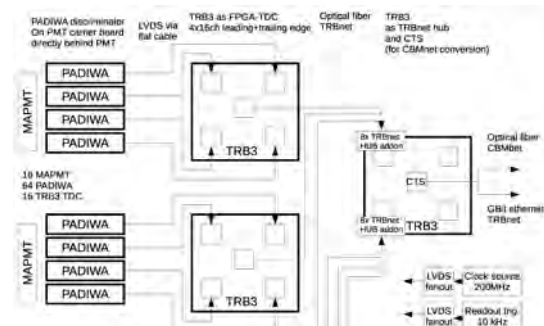 PADIWA discriminator
On PMT carrier board
directly behind PMT
LVDS via
flat cable
TRB3 as FPGA-TDC
4x16ch leading+trailing edge
Optical fiber
TRBnet
TRB3
as TRBnet hub
and CTS
(for CBMnet conversion)
MAPMT
PADIWA
PADIWA
PADIWA
PADIWA
TRB3
16 MAPMT
64 PADIWA
16 TRB3 TDC
MAPMT
PADIWA
PADIWA
PADIWA
PADIWA
TRB3
8x TRBnet
HUB addon
CTS
8x TRBnet
HUB addon
TRB3
Optical fiber
CBMnet
GBit ethernet
TRBnet
LVDS
fanout
Clock source
200MHz
LVDS
fanout
Readout trg
10 kHz